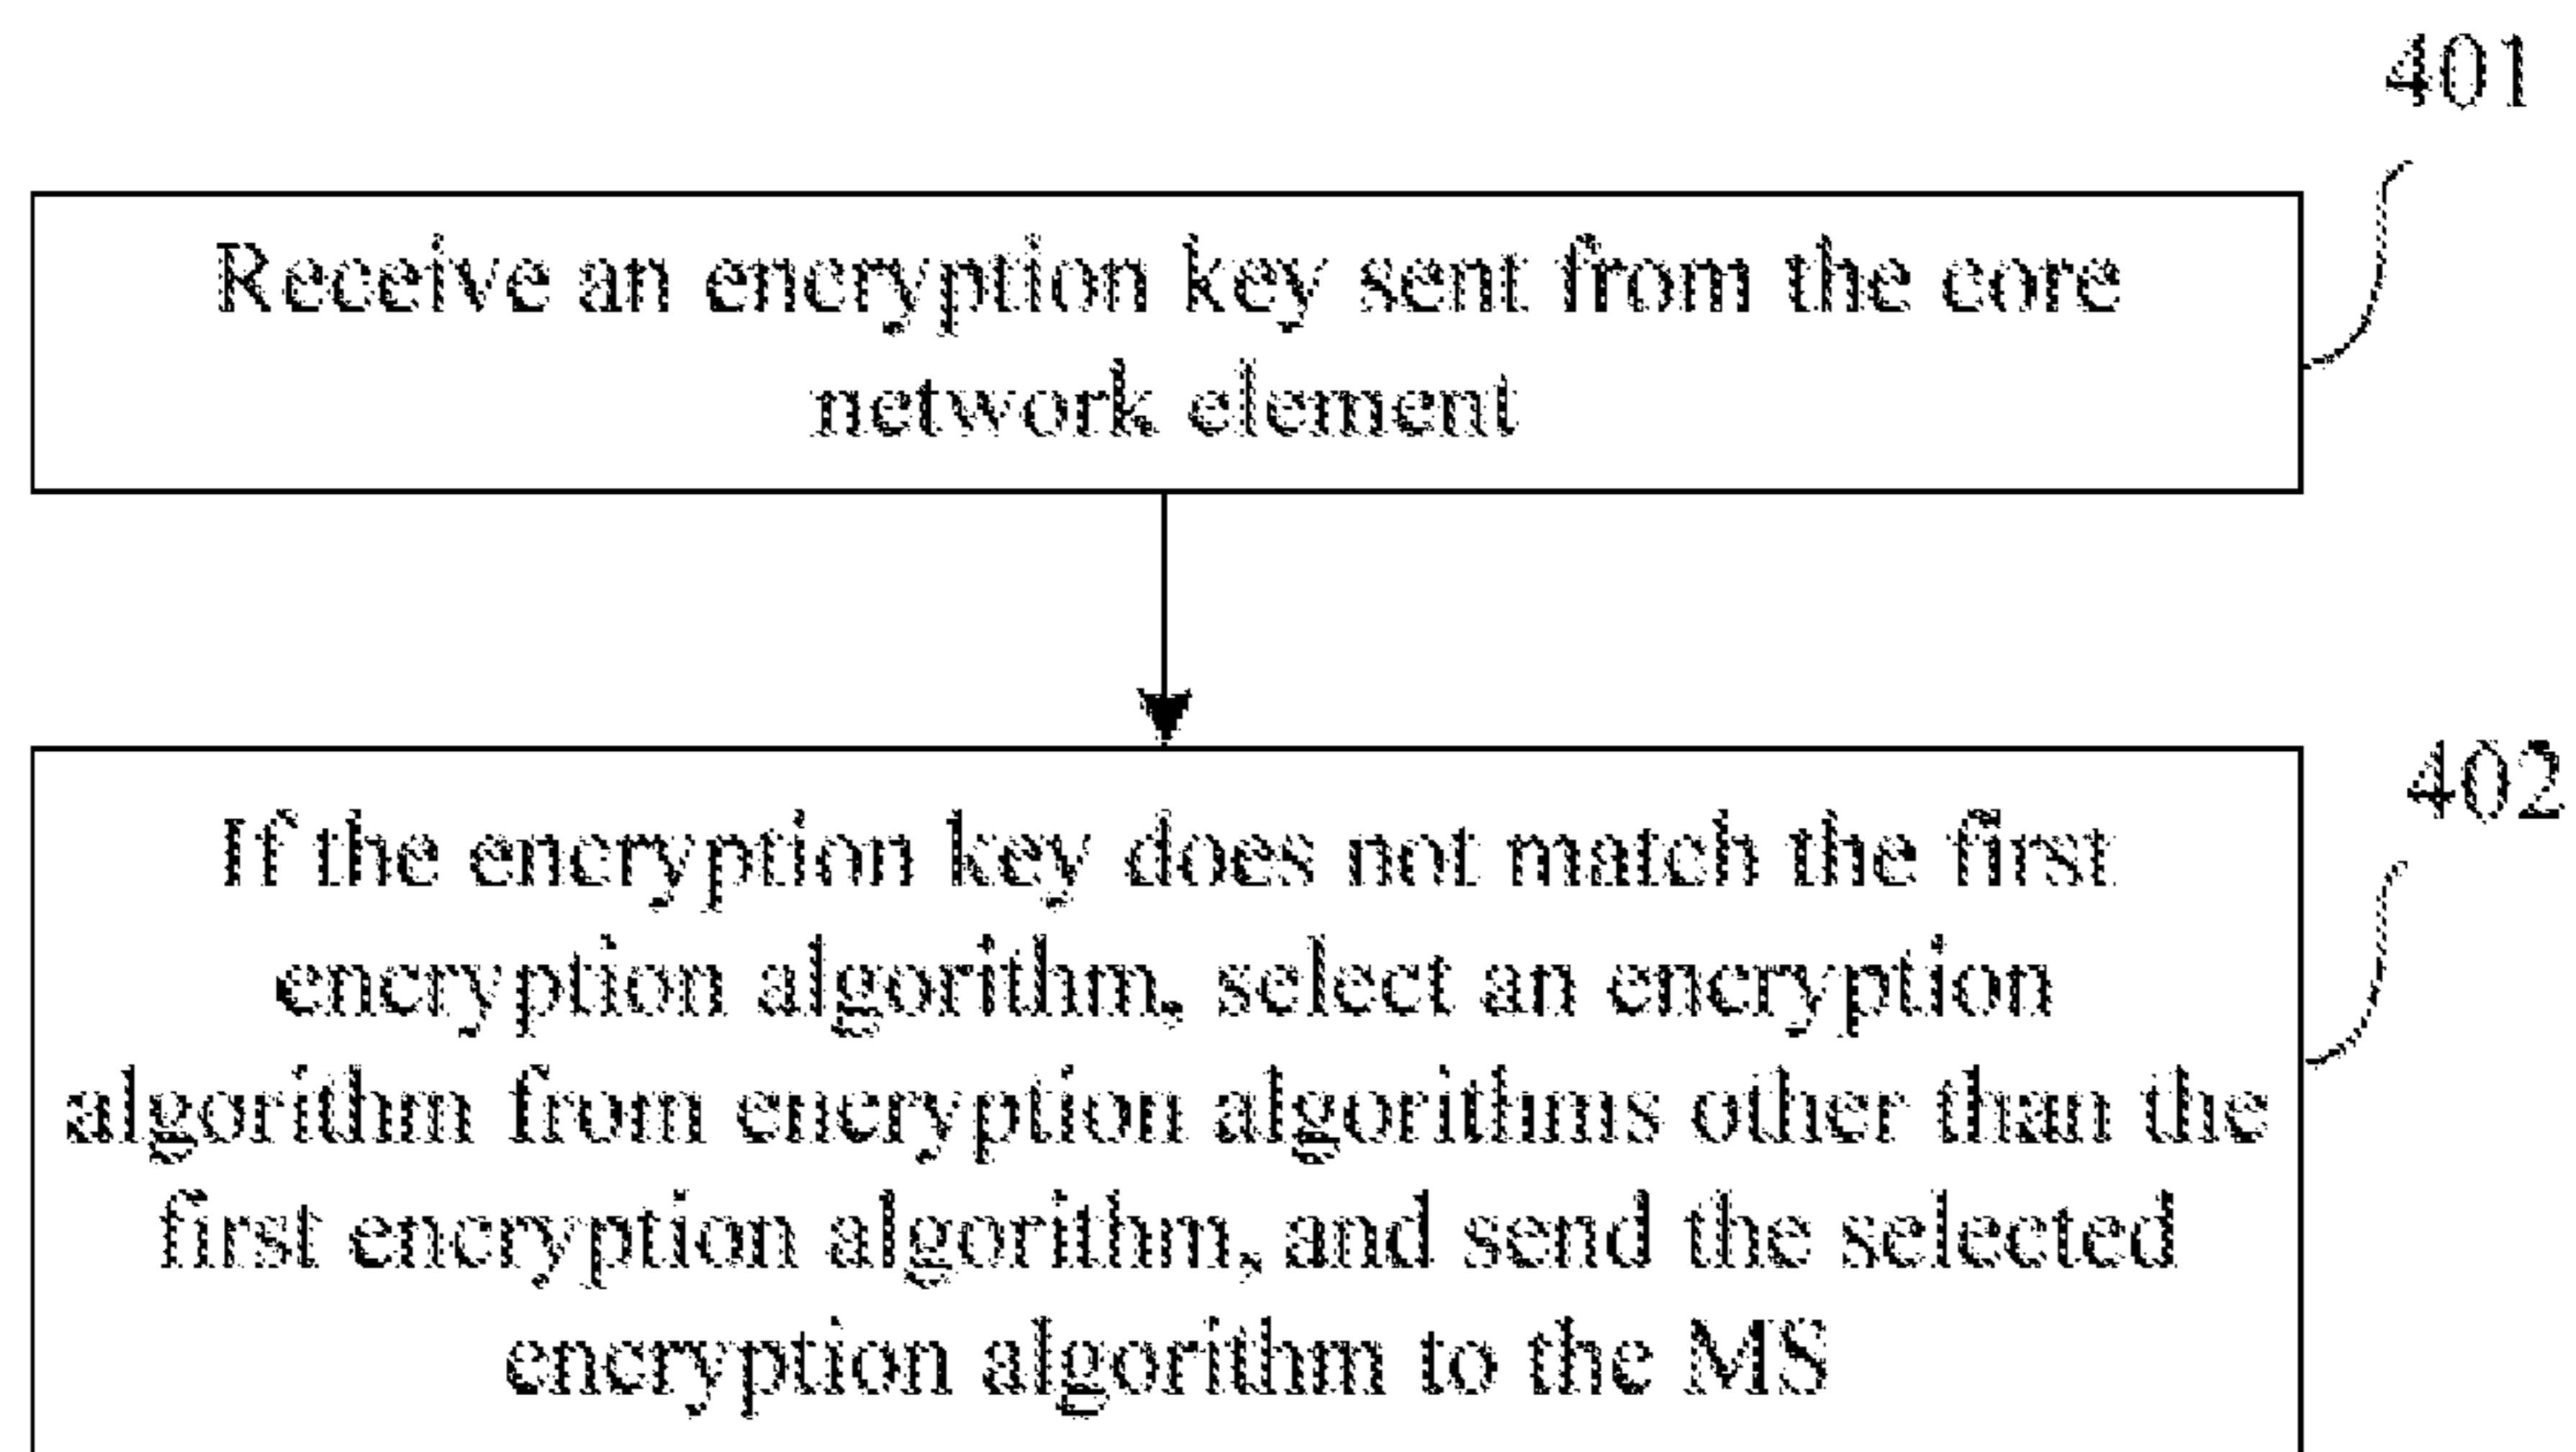 401
Receive an encryption key sent from the core
network element
402
If the encryption key does not match the first
encryption algorithm, select an encryption
algorithm from encryption algorithms other than the
first encryption algorithm, and send the selected
encryption algorithm to the MS